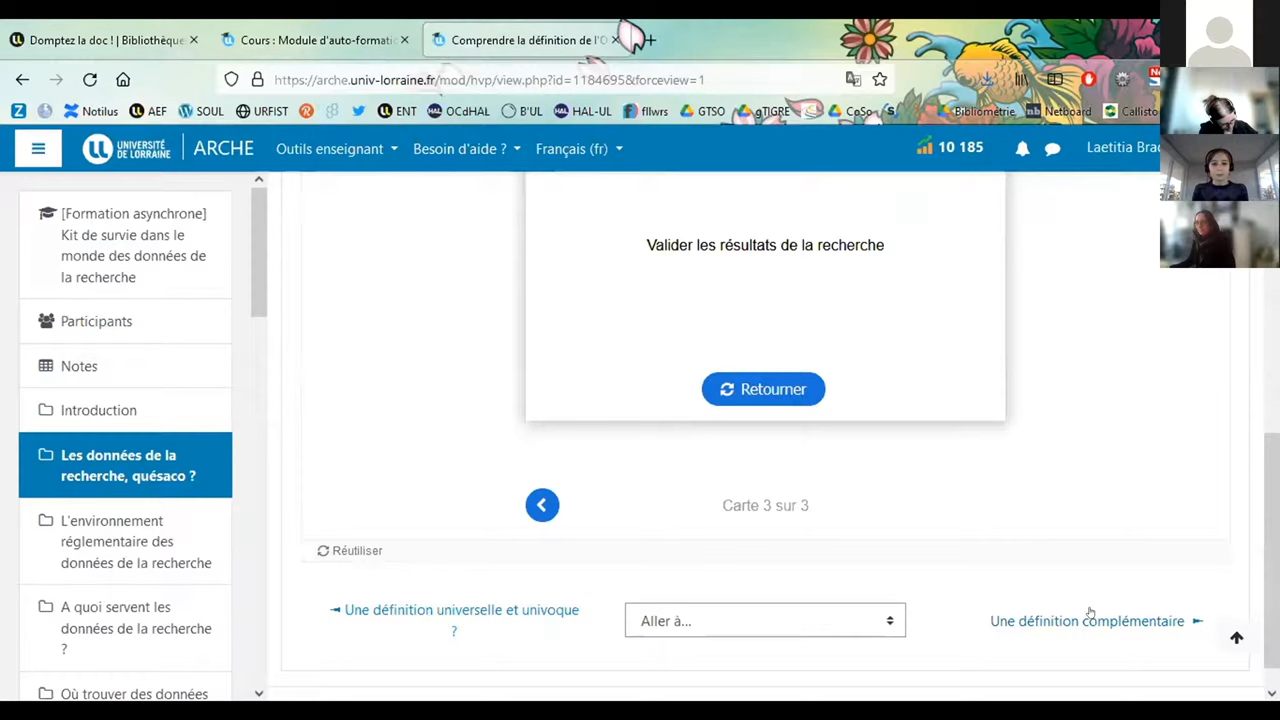 Domptez la doc ! | Bibliothèque
Cours : Module d'auto-formati
Comprendre la définition de l'O
https://arche.univ-lorraine.fr/mod/hvp/view.php?id=1184695&forceview=1
Notilus
AEF
SOUL
URFIST
ENT
OCdHAL
B'UL
HAL-UL
fllwrs
GTSO
gTIGRE
CoSo
Bibliométrie
Netboard
Callisto
UNIVERSITÉ
DE LORRAINE
ARCHE
Outils enseignant
Besoin d'aide ?
Français (fr)
10 185
Laetitia Brac
[Formation asynchrone]
Kit de survie dans le
monde des données de
la recherche
Participants
Notes
Introduction
Les données de la
recherche, quésaco ?
L'environnement
réglementaire des
données de la recherche
A quoi servent les
données de la recherche
?
Où trouver des données
Valider les résultats de la recherche
Retourner
Carte 3 sur 3
Réutiliser
Une définition universelle et univoque
?
Aller à...
Une définition complémentaire